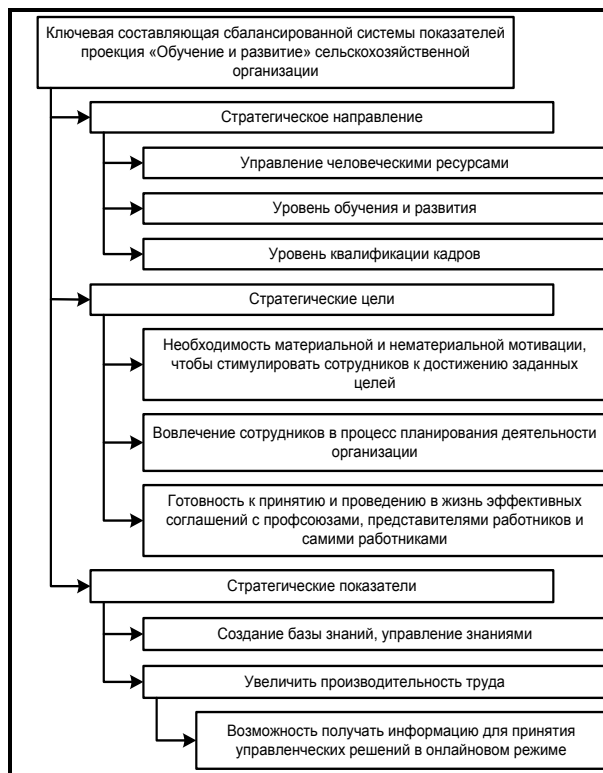 Ключевая составляющая сбалансированной системы показателей
проекция «Обучение и развитие» сельскохозяйственной
организации
Стратегическое направление
Управление человеческими ресурсами
Уровень обучения и развития
Уровень квалификации кадров
Стратегические цели
Необходимость материальной и нематериальной мотивации,
чтобы стимулировать сотрудников к достижению заданных
целей
Вовлечение сотрудников в процесс планирования деятельности
организации
Готовность к принятию и проведению в жизнь эффективных
соглашений с профсоюзами, представителями работников и
самими работниками
Стратегические показатели
Создание базы знаний, управление знаниями
Увеличить производительность труда
Возможность получать информацию для принятия
управленческих решений в онлайновом режиме